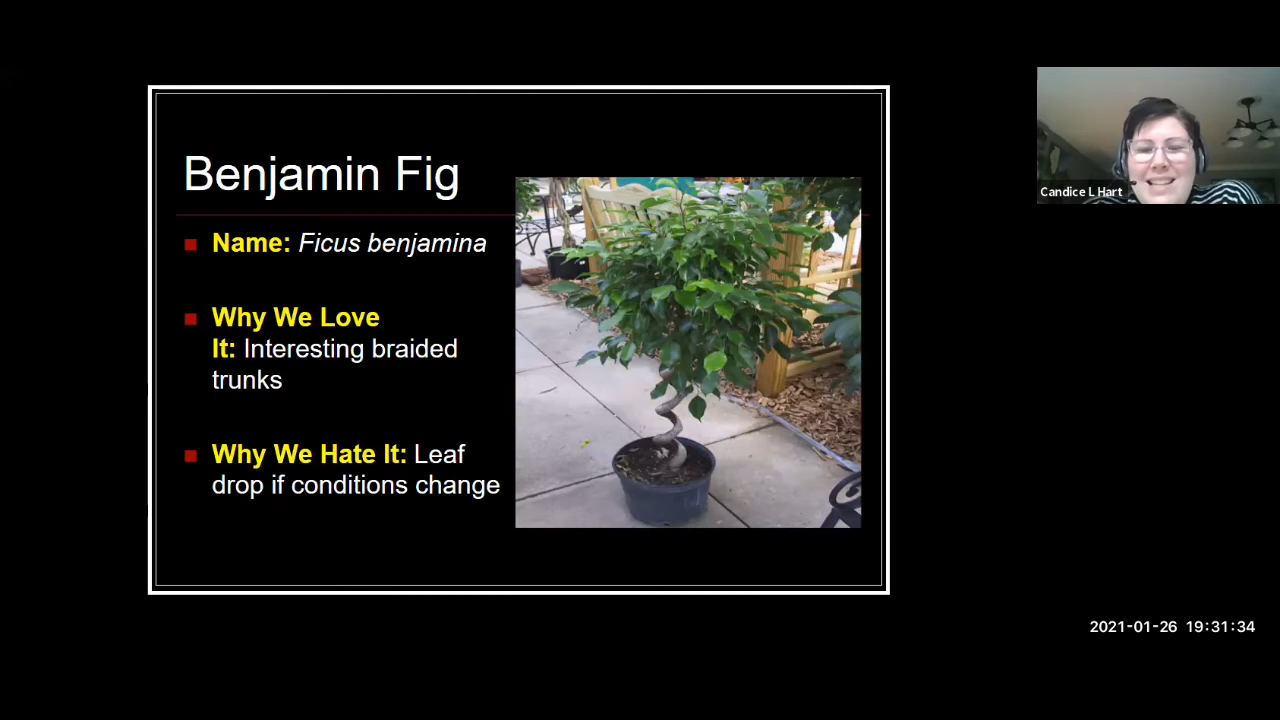 Benjamin Fig
Name: Ficus benjamina
Why We Love
It: Interesting braided
trunks
Why We Hate It: Leaf
drop if conditions change
Candice L Hart
2021-01-26 19:31:34